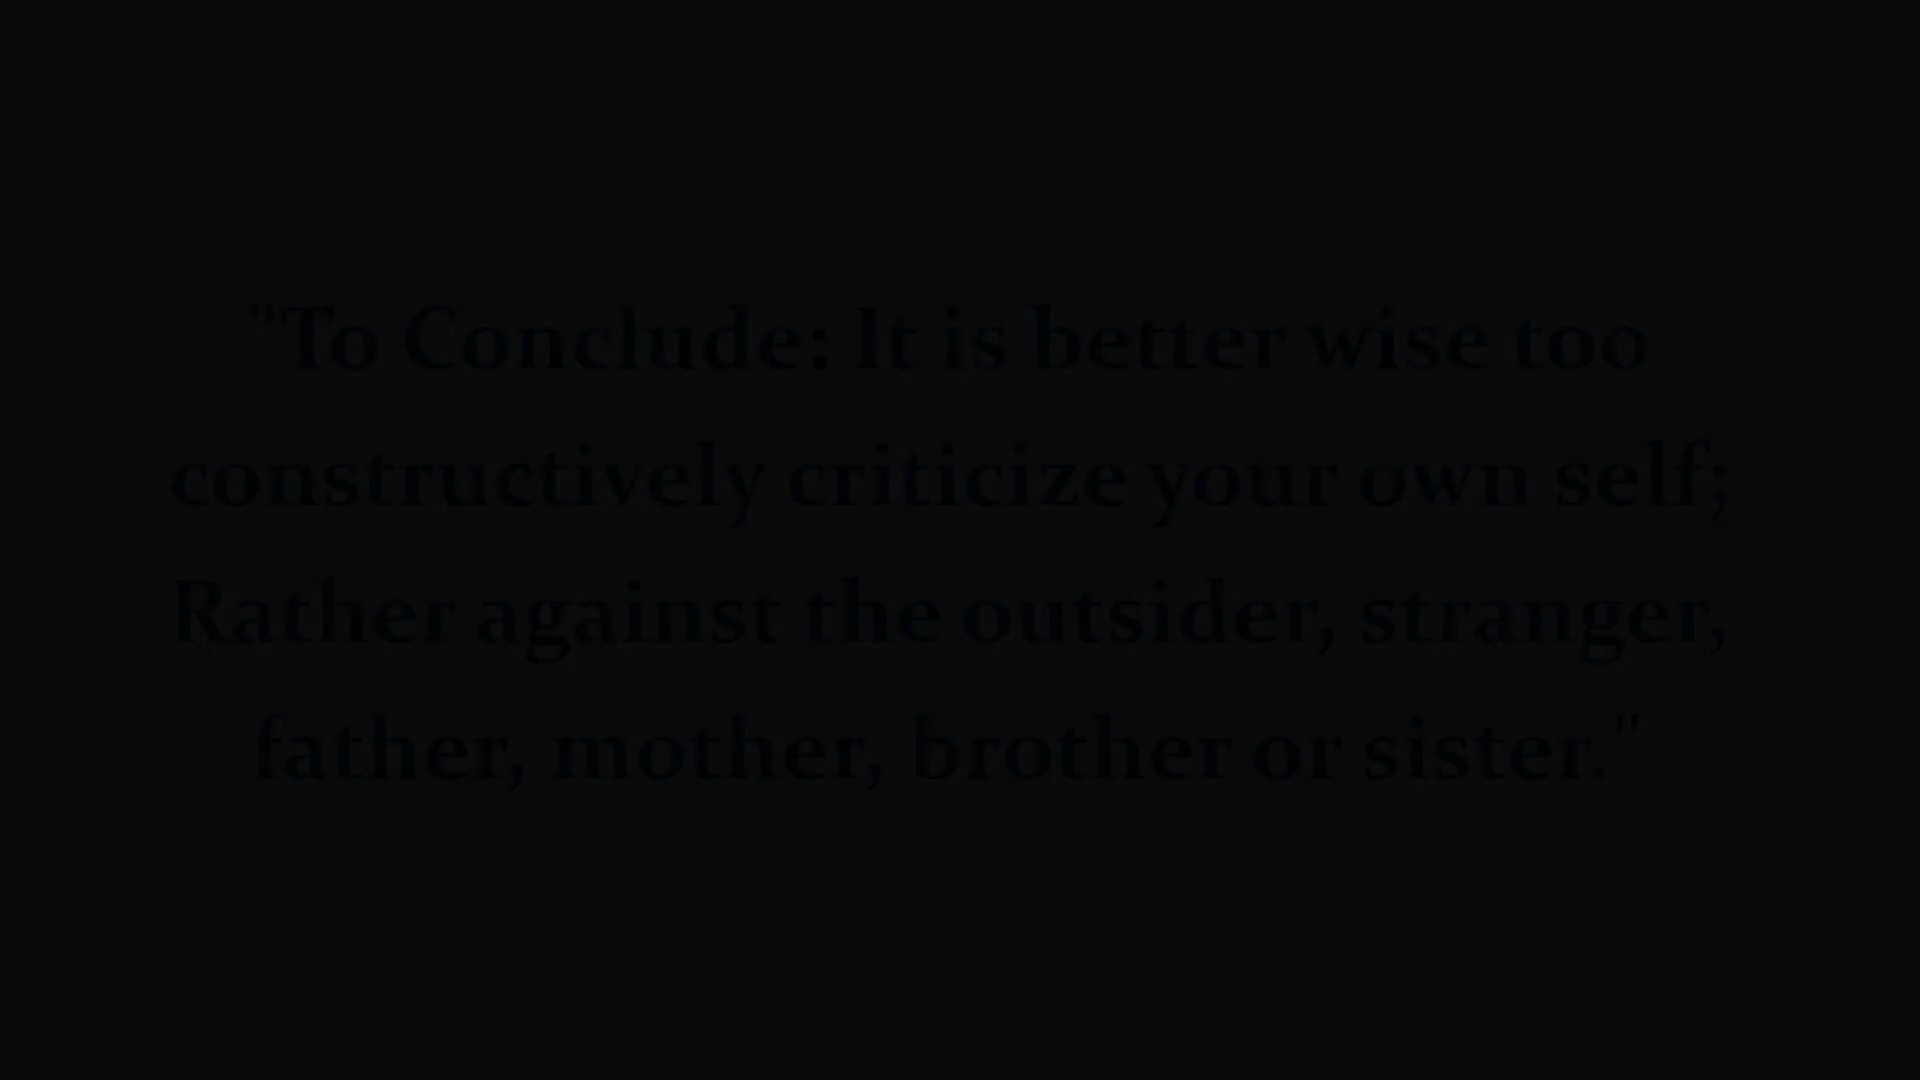 "To Conclude: It is better wise too
constructively criticize your own self;
Rather against the outsider, stranger,
father, mother, brother or sister."